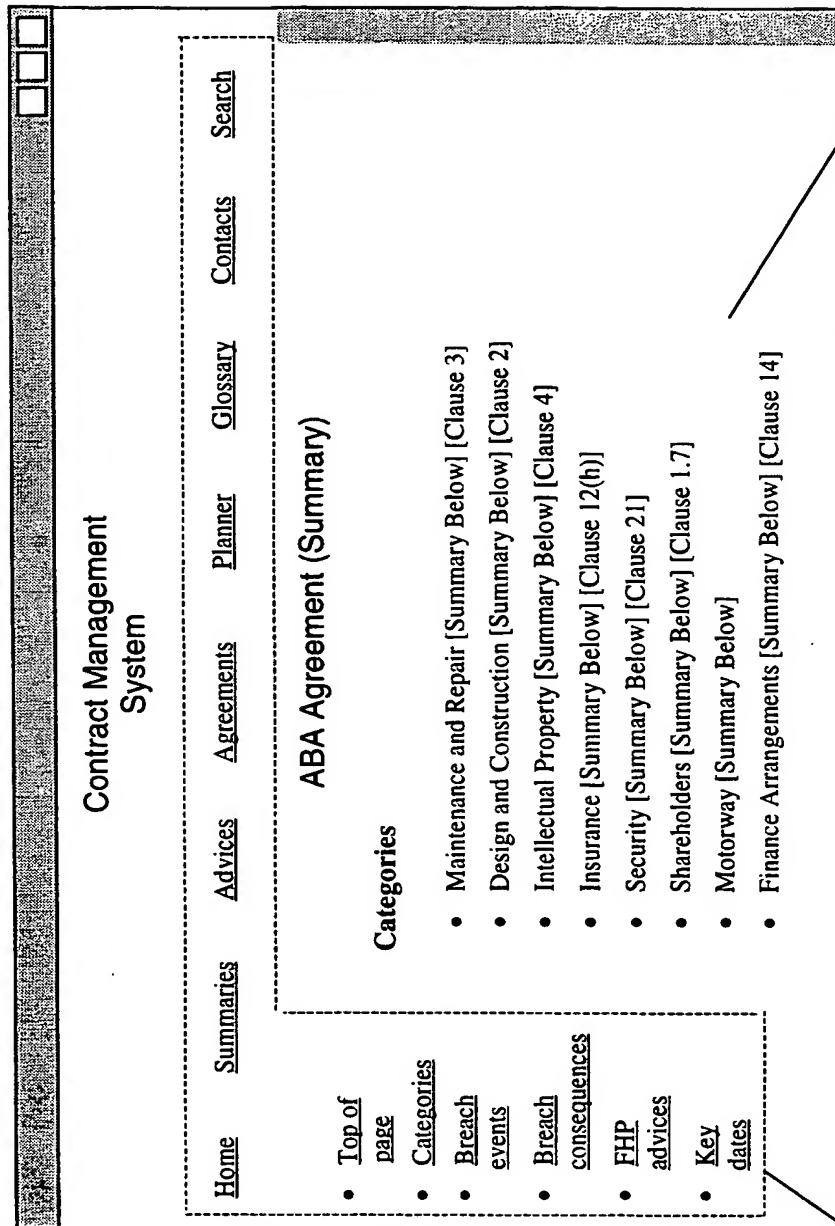 Contract Management
System
Home Summaries Advices Agreements Planner Glossary Contacts Search
• Top of
page
• Categories
• Breach
events
• Breach
consequences
• FHP
advices
• Key
dates
ABA Agreement (Summary)
Categories
• Maintenance and Repair [Summary Below] [Clause 3]
• Design and Construction [Summary Below] [Clause 2]
• Intellectual Property [Summary Below] [Clause 4]
• Insurance [Summary Below] [Clause 12(h)]
• Security [Summary Below] [Clause 21]
• Shareholders [Summary Below] [Clause 1.7]
• Motorway [Summary Below]
• Finance Arrangements [Summary Below] [Clause 14]